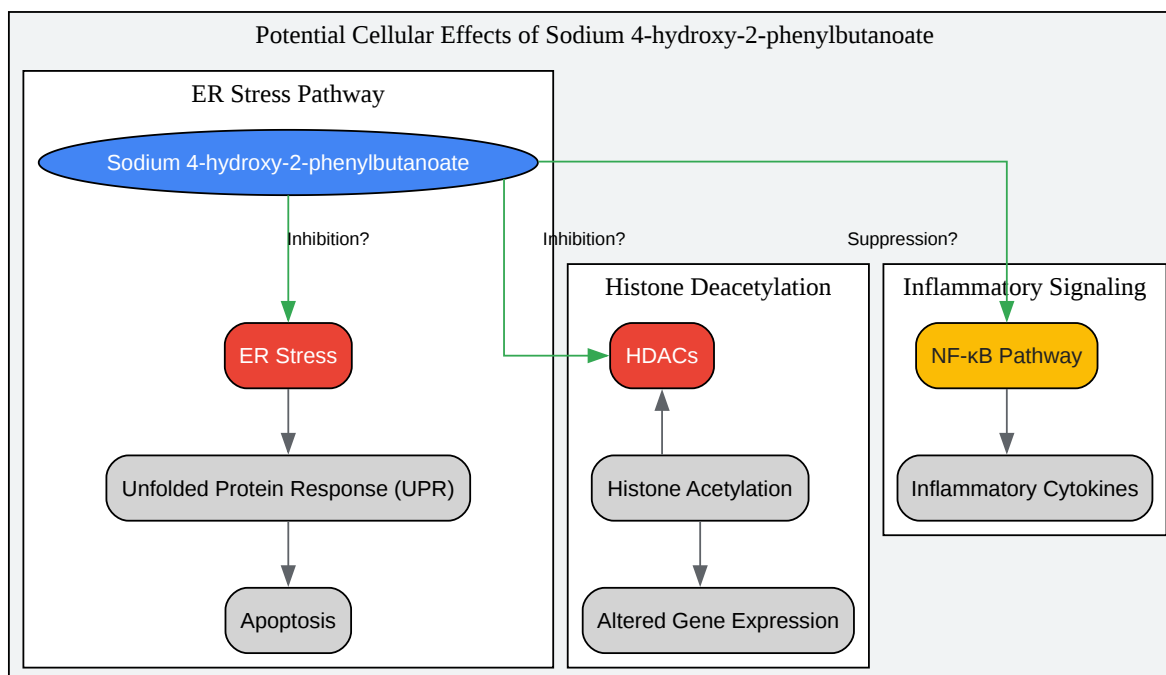 Potential Cellular Effects of Sodium 4-hydroxy-2-phenylbutanoate
ER Stress Pathway
Sodium 4-hydroxy-2-phenylbutanoate
Inhibition?
Inhibition?
Suppression?
Histone Deacetylation
Inflammatory Signaling
ER Stress
HDACs
NF-κB Pathway
Unfolded Protein Response (UPR)
Histone Acetylation
Inflammatory Cytokines
Apoptosis
Altered Gene Expression